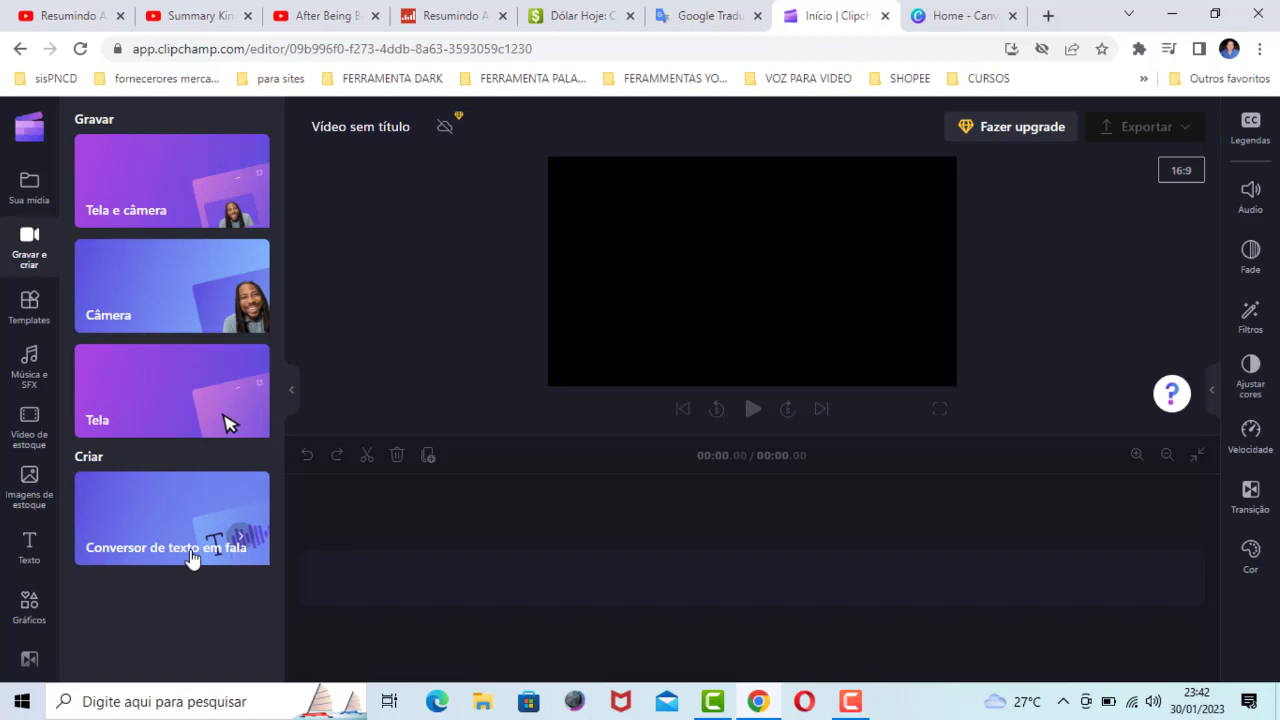 Resumindo A
Summary Kin
After Being B
Resumindo A
Dólar Hoje: C
Google Tradu
Início | Clipch
Home - Canv
app.clipchamp.com/editor/09b996f0-f273-4ddb-8a63-3593059c1230
sisPNCD
fornecerores merca...
para sites
FERRAMENTA DARK
FERRAMENTA PALA...
FERAMMENTAS YO...
VOZ PARA VIDEO
SHOPEE
CURSOS
»
Outros favoritos
Sua mídia
Gravar e
criar
Templates
Música e
SFX
Vídeo de
estoque
Imagens de
estoque
Texto
Gráficos
Gravar
Tela e câmera
Câmera
Tela
Criar
Conversor de texto em fala
Vídeo sem título
Fazer upgrade
Exportar
16:9
?
00:00.00 / 00:00.00
CC
Legendas
Áudio
Fade
Filtros
Ajustar
cores
Velocidade
Transição
Cor
Digite aqui para pesquisar
27°C
23:42
30/01/2023